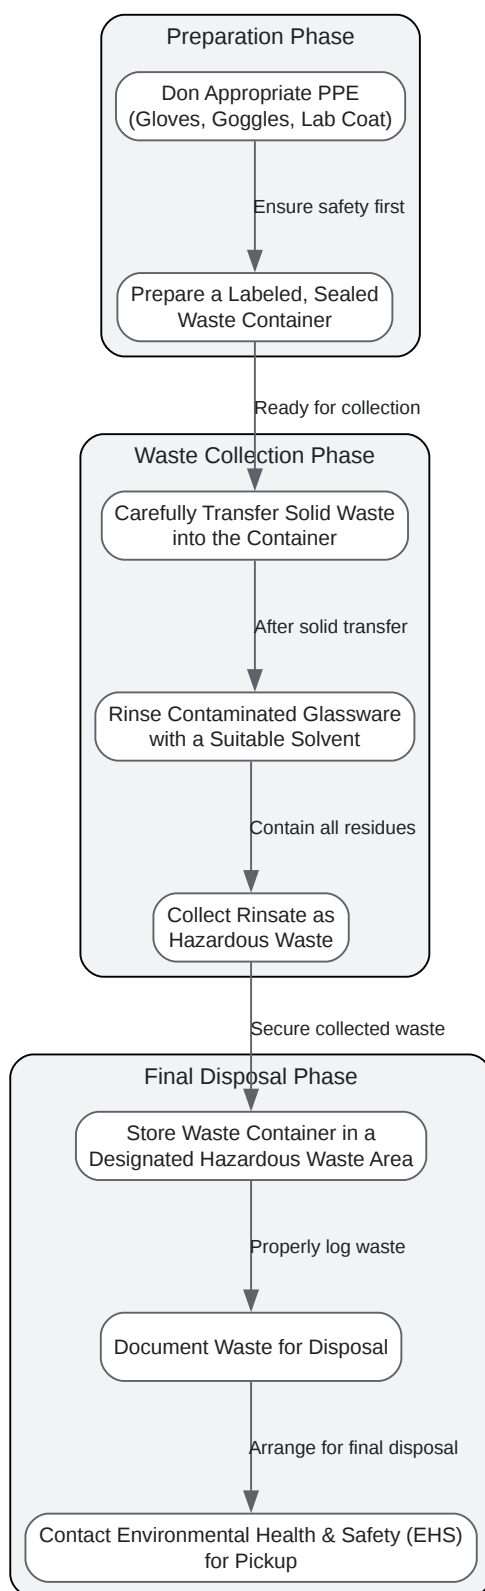 Preparation Phase
Don Appropriate PPE
(Gloves, Goggles, Lab Coat)
Ensure safety first
Prepare a Labeled, Sealed
Waste Container
Ready for collection
Waste Collection Phase
Carefully Transfer Solid Waste
into the Container
After solid transfer
Rinse Contaminated Glassware
with a Suitable Solvent
Contain all residues
Collect Rinsate as
Hazardous Waste
Secure collected waste
Final Disposal Phase
Store Waste Container in a
Designated Hazardous Waste Area
Properly log waste
Document Waste for Disposal
Arrange for final disposal
Contact Environmental Health & Safety (EHS)
for Pickup